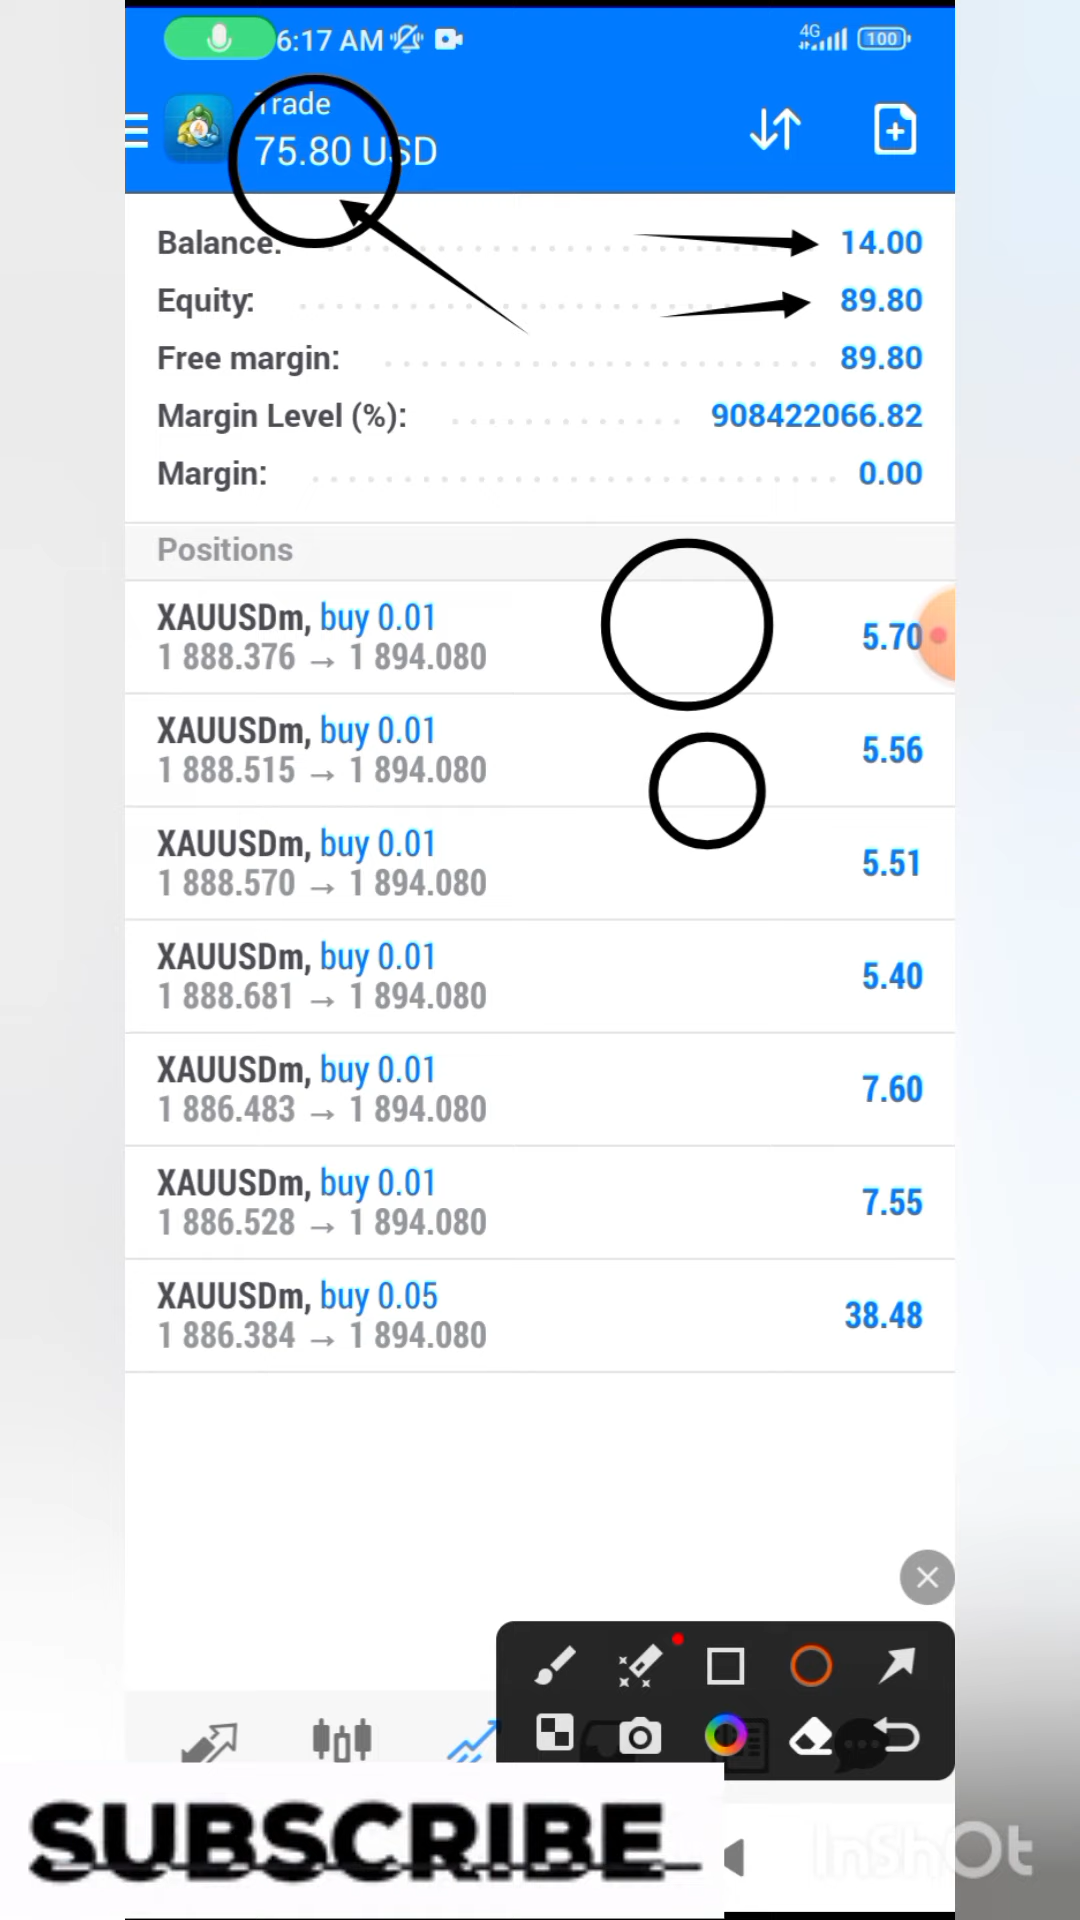 6:17 AM
4G
100
Trade
75.80 USD
Balance: 14.00
Equity: 89.80
Free margin: 89.80
Margin Level (%): 908422066.82
Margin: 0.00
Positions
XAUUSDm, buy 0.01
1 888.376 → 1 894.080
5.70
XAUUSDm, buy 0.01
1 888.515 → 1 894.080
5.56
XAUUSDm, buy 0.01
1 888.570 → 1 894.080
5.51
XAUUSDm, buy 0.01
1 888.681 → 1 894.080
5.40
XAUUSDm, buy 0.01
1 886.483 → 1 894.080
7.60
XAUUSDm, buy 0.01
1 886.528 → 1 894.080
7.55
XAUUSDm, buy 0.05
1 886.384 → 1 894.080
38.48
SUBSCRIBE
InShOt